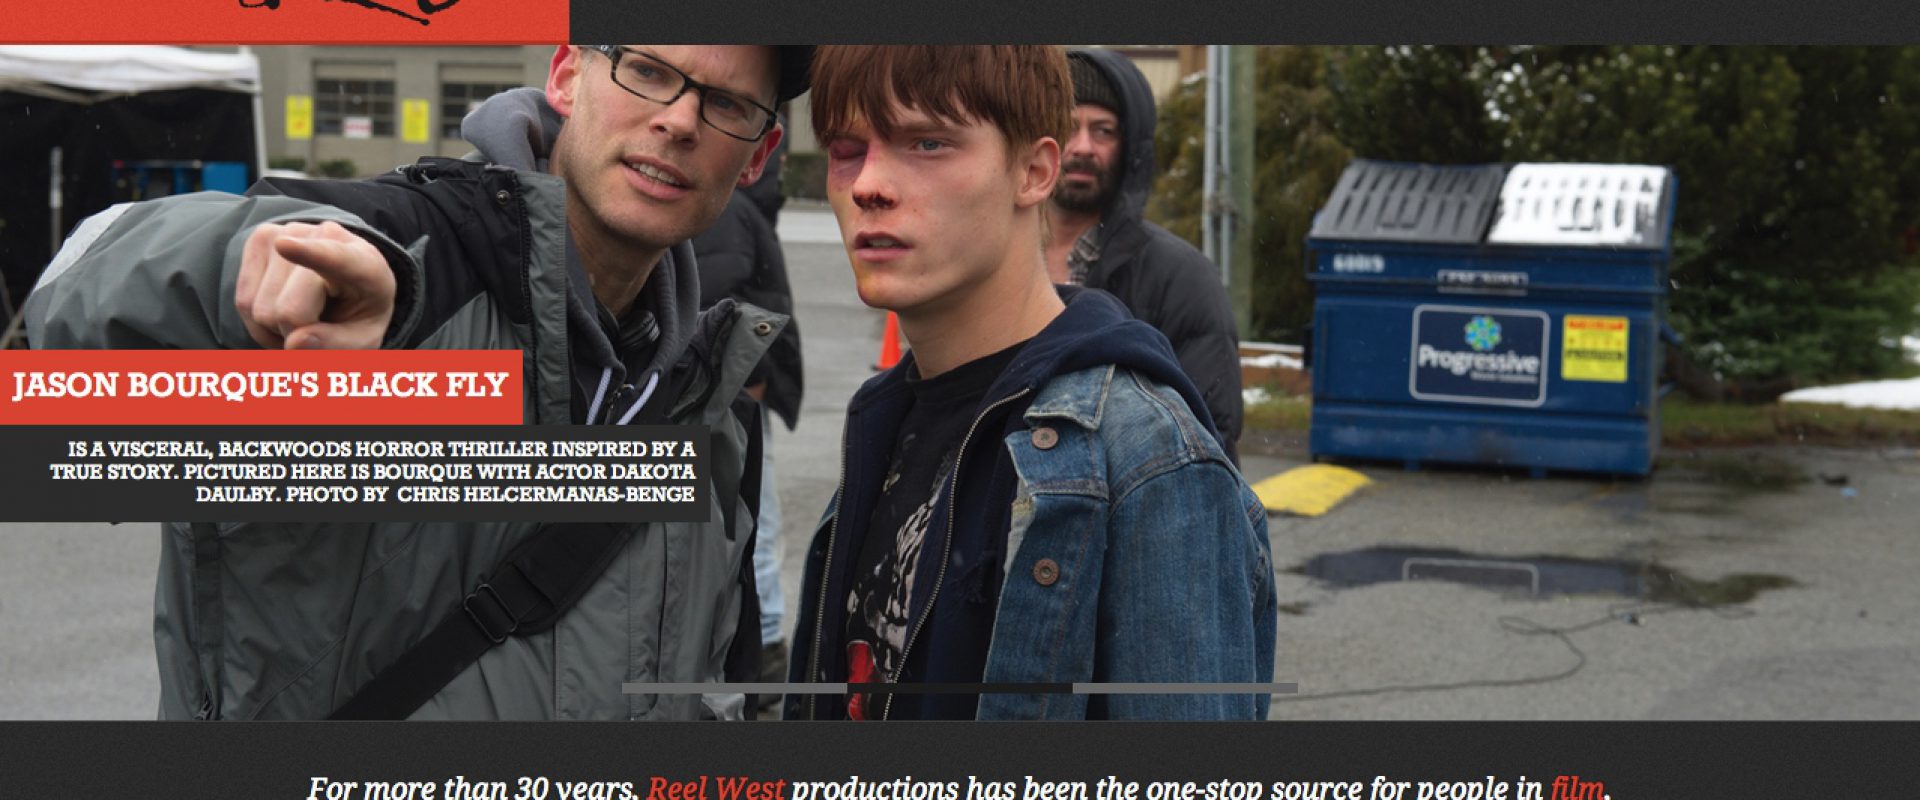 JASON BOURQUE'S BLACK FLY
IS A VISCERAL, BACKWOODS HORROR THRILLER INSPIRED BY A
TRUE STORY. PICTURED HERE IS BOURQUE WITH ACTOR DAKOTA
DAULBY. PHOTO BY CHRIS HELCERMANAS-BENGE
Progressive
For more than 30 years, Reel West productions has been the one-stop source for people in film,